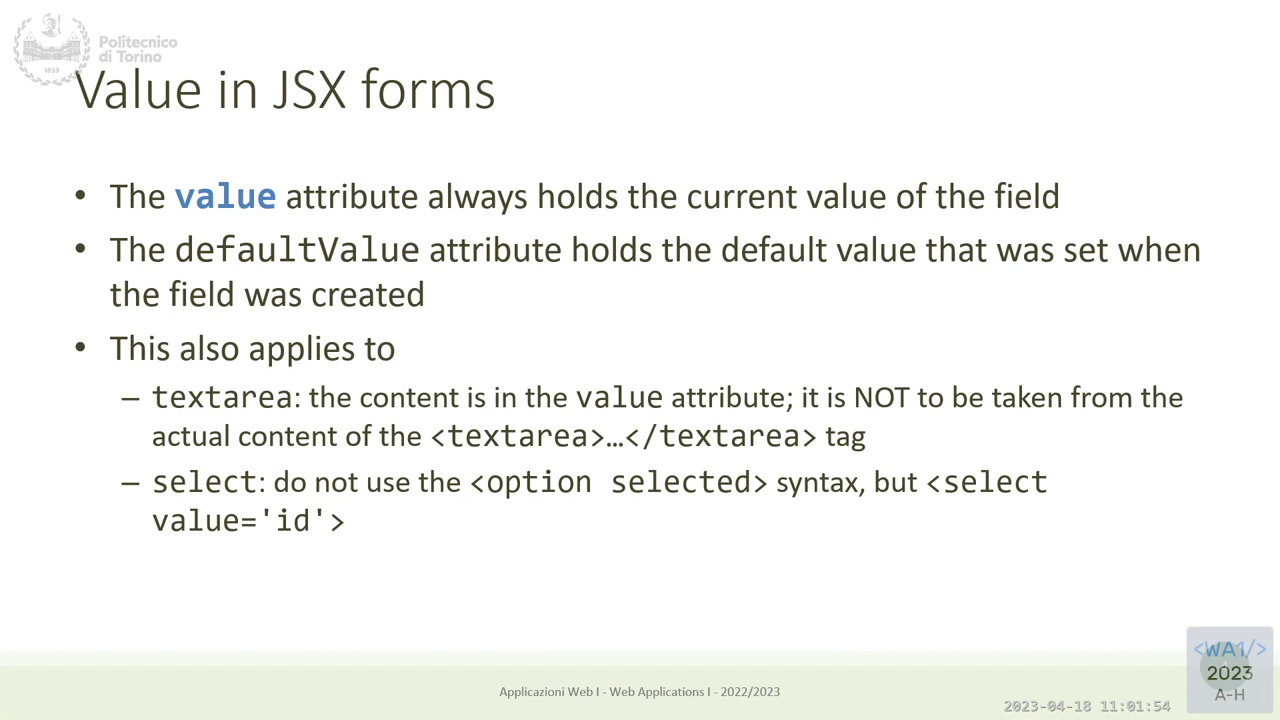 Politecnico
di Torino
1859
Value in JSX forms
• The value attribute always holds the current value of the field
• The defaultValue attribute holds the default value that was set when
the field was created
• This also applies to
– textarea: the content is in the value attribute; it is NOT to be taken from the
actual content of the <textarea>…</textarea> tag
– select: do not use the <option selected> syntax, but <select
value='id'>
Applicazioni Web I - Web Applications I - 2022/2023
<WA1/>
2023
A-H
2023-04-18 11:01:54